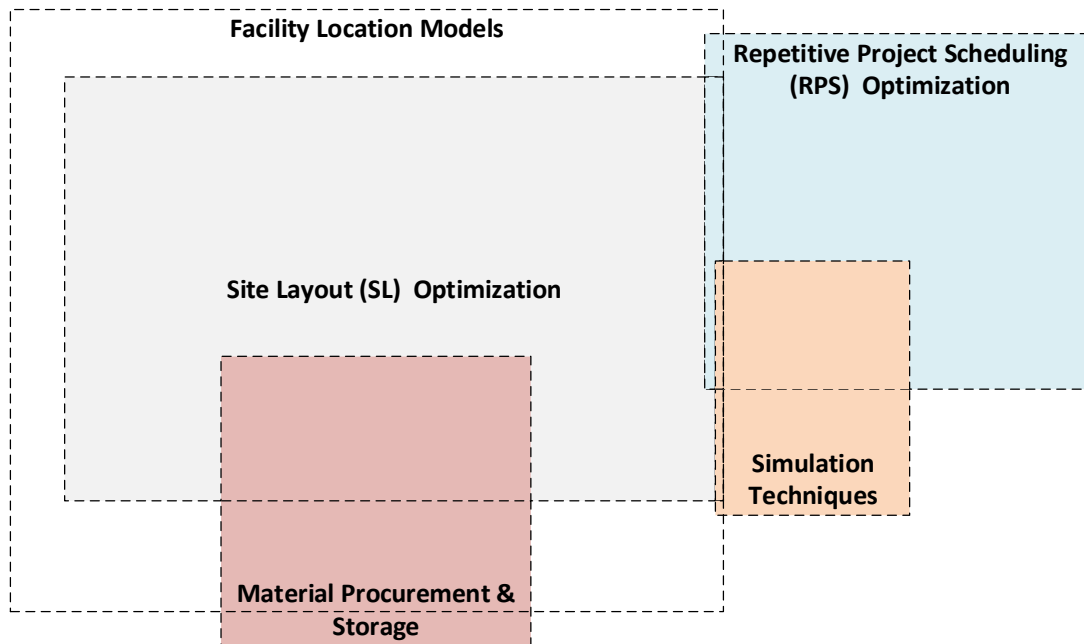 Facility Location Models
Repetitive Project Scheduling
(RPS) Optimization
Site Layout (SL) Optimization
Simulation
Techniques
Material Procurement &
Storage